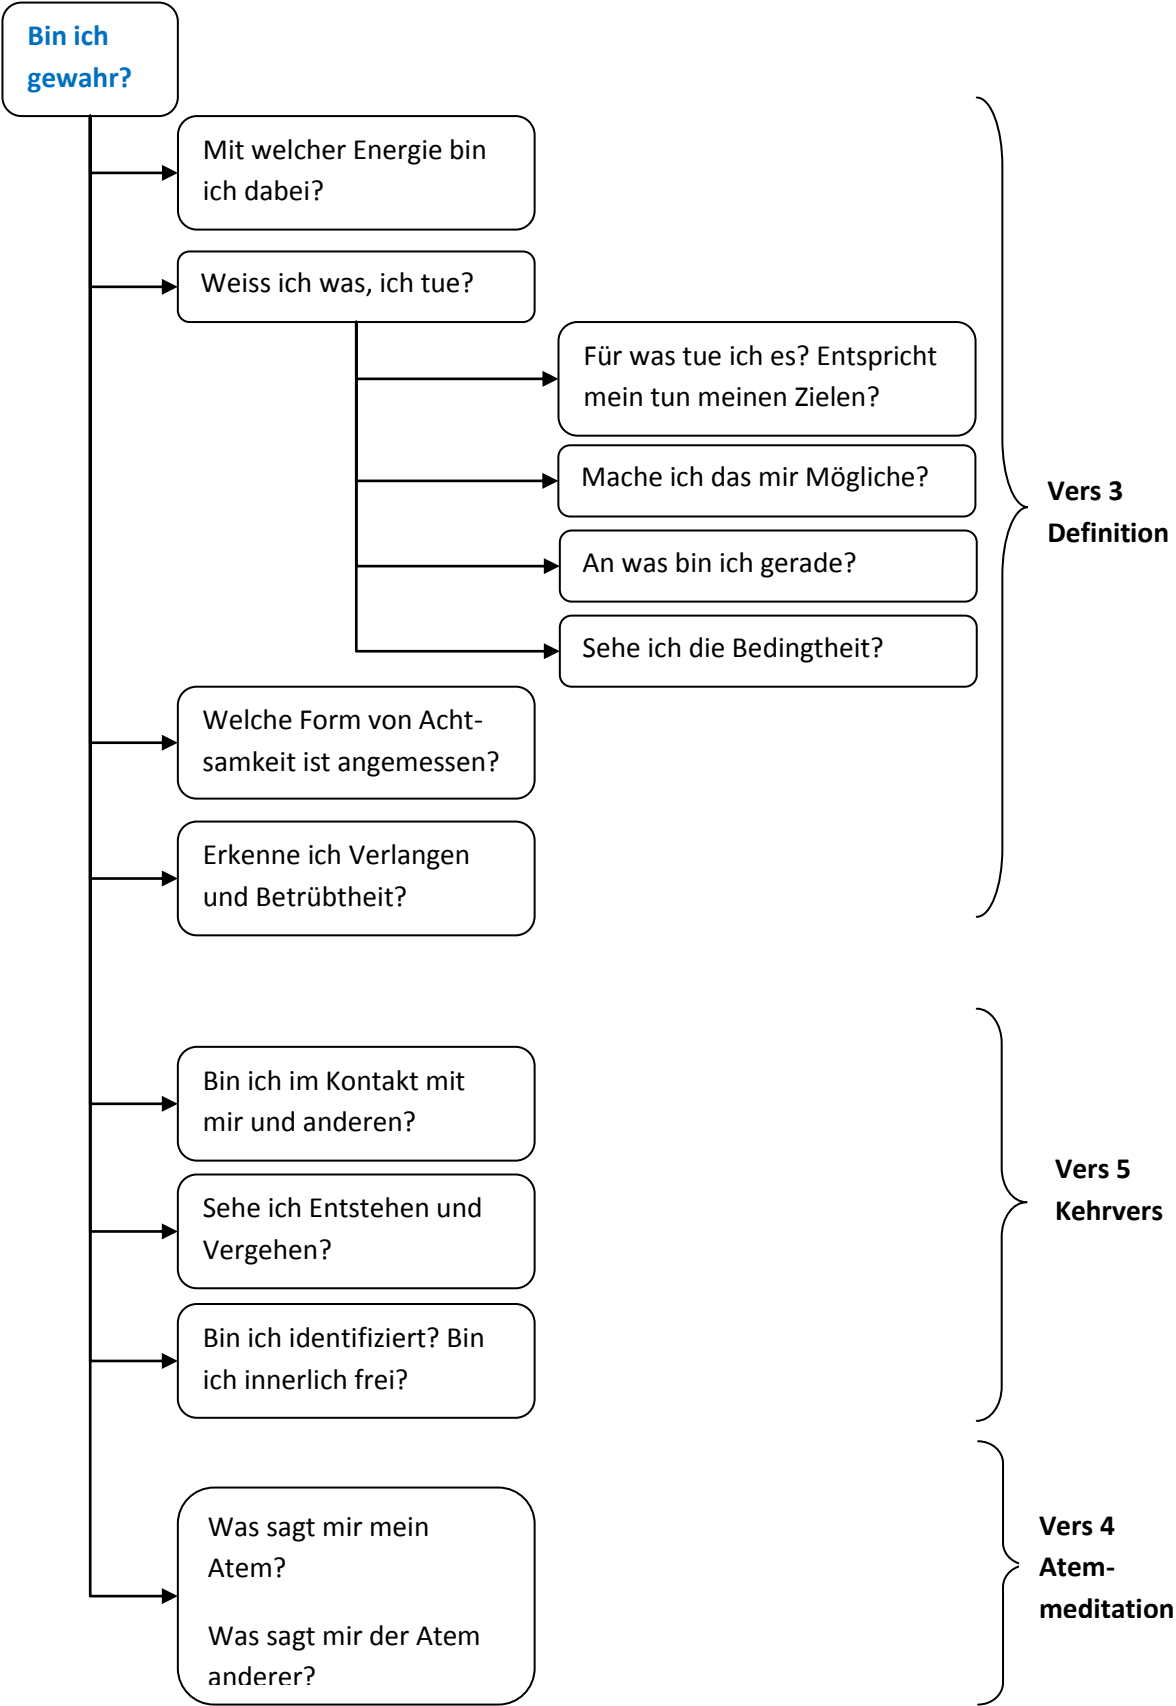 Bin ich
gewahr?
Mit welcher Energie bin
ich dabei?
Weiss ich was, ich tue?
Für was tue ich es? Entspricht
mein tun meinen Zielen?
Mache ich das mir Mögliche?
An was bin ich gerade?
Sehe ich die Bedingtheit?
Welche Form von Acht-
samkeit ist angemessen?
Erkenne ich Verlangen
und Betrübtheit?
Vers 3
Definition
Bin ich im Kontakt mit
mir und anderen?
Sehe ich Entstehen und
Vergehen?
Bin ich identifiziert? Bin
ich innerlich frei?
Vers 5
Kehrvers
Was sagt mir mein
Atem?
Was sagt mir der Atem
anderer?
Vers 4
Atem-
meditation